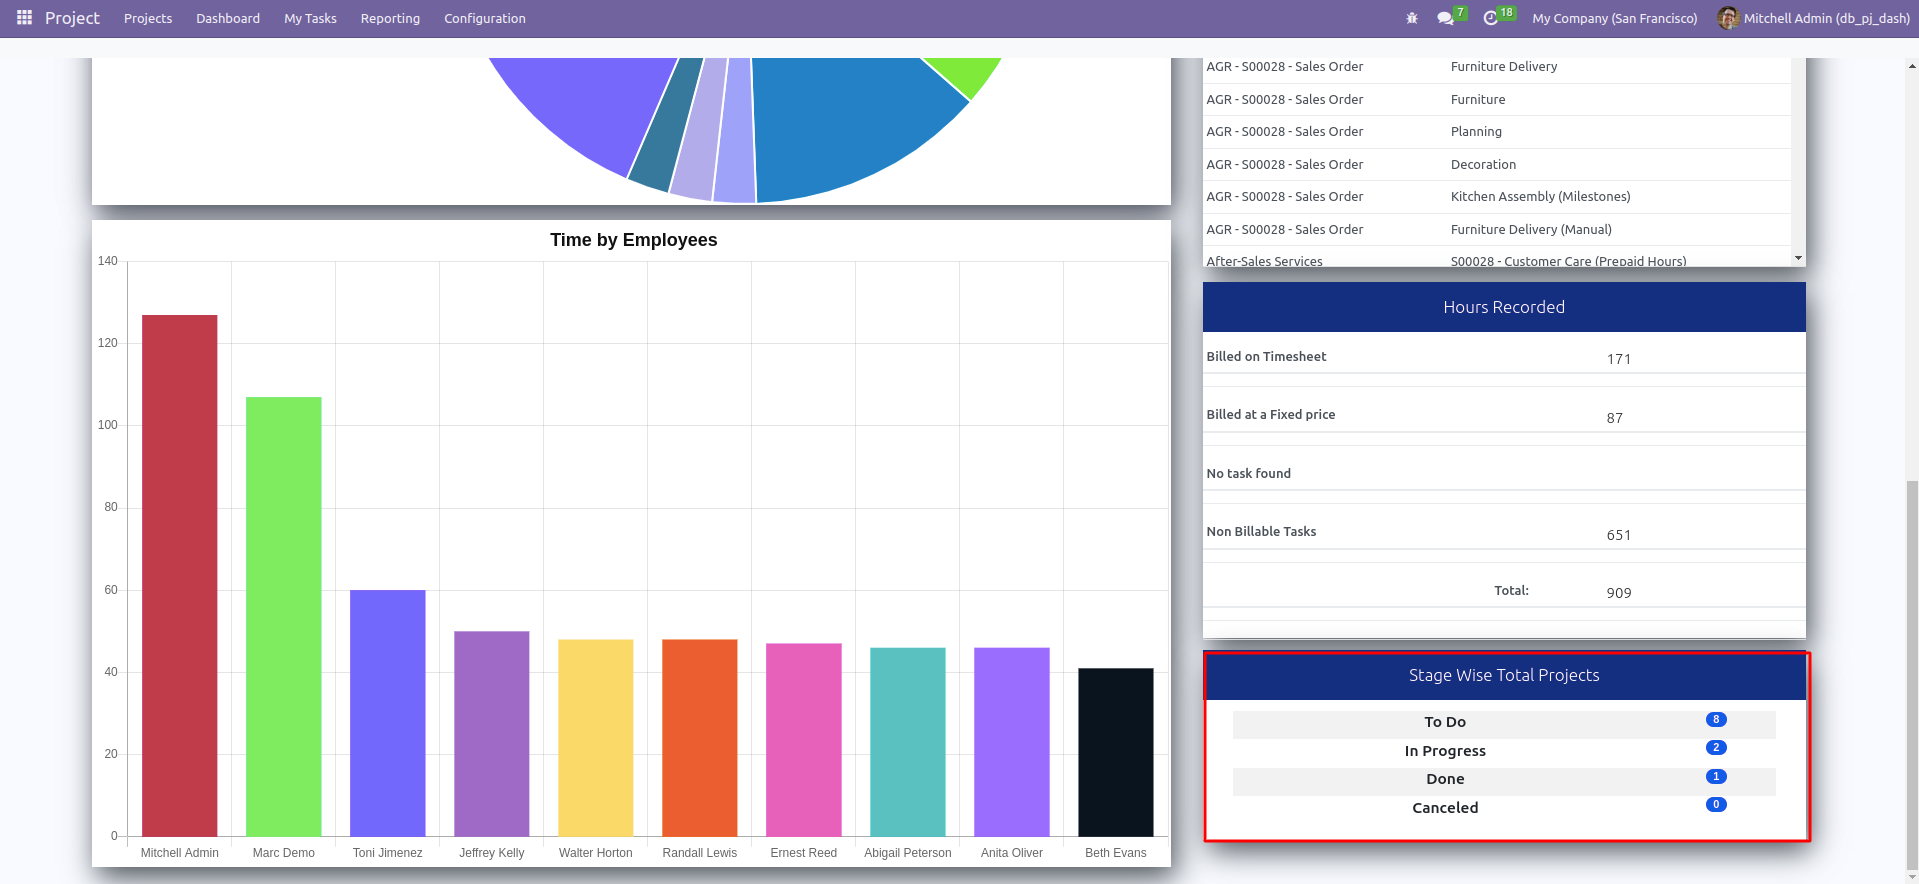 Project Projects Dashboard My Tasks Reporting Configuration 7 18 My Company (San Francisco) Mitchell Admin (db_pj_dash)
AGR - S00028 - Sales Order Furniture Delivery
AGR - S00028 - Sales Order Furniture
AGR - S00028 - Sales Order Planning
AGR - S00028 - Sales Order Decoration
AGR - S00028 - Sales Order Kitchen Assembly (Milestones)
AGR - S00028 - Sales Order Furniture Delivery (Manual)
After-Sales Services S00028 - Customer Care (Prepaid Hours)
Time by Employees
140
120
100
80
60
40
20
0
Mitchell Admin Marc Demo Toni Jimenez Jeffrey Kelly Walter Horton Randall Lewis Ernest Reed Abigail Peterson Anita Oliver Beth Evans
Hours Recorded
Billed on Timesheet 171
Billed at a Fixed price 87
No task found
Non Billable Tasks 651
Total: 909
Stage Wise Total Projects
To Do 8
In Progress 2
Done 1
Canceled 0